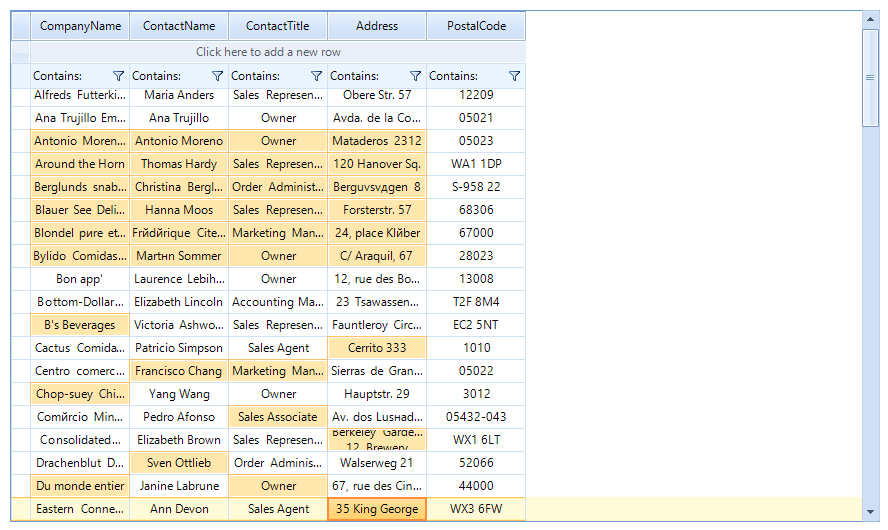 CompanyName ContactName ContactTitle Address PostalCode
Click here to add a new row
Contains: Contains: Contains: Contains: Contains:
Alfreds Futterki... Maria Anders Sales Represen... Obere Str. 57 12209
Ana Trujillo Em... Ana Trujillo Owner Avda. de la Co... 05021
Antonio Moren... Antonio Moreno Owner Mataderos 2312 05023
Around the Horn Thomas Hardy Sales Represen... 120 Hanover Sq. WA1 1DP
Berglunds snab... Christina Bergl... Order Administ... Berguvsvдgen 8 S-958 22
Blauer See Deli... Hanna Moos Sales Represen... Forsterstr. 57 68306
Blondel pиre et... Frйdйrique Cite... Marketing Man... 24, place Klйber 67000
Bylido Comidas... Martнn Sommer Owner C/ Araquil, 67 28023
Bon app' Laurence Lebih... Owner 12, rue des Bo... 13008
Bottom-Dollar... Elizabeth Lincoln Accounting Ma... 23 Tsawassen... T2F 8M4
B's Beverages Victoria Ashwo... Sales Represen... Fauntleroy Circ... EC2 5NT
Cactus Comida... Patricio Simpson Sales Agent Cerrito 333 1010
Centro comerc... Francisco Chang Marketing Man... Sierras de Gran... 05022
Chop-suey Chi... Yang Wang Owner Hauptstr. 29 3012
Comйrcio Min... Pedro Afonso Sales Associate Av. dos Lusнad... 05432-043
Consolidated... Elizabeth Brown Sales Represen... Berkeley Garde... 12 Brewery WX1 6LT
Drachenblut D... Sven Ottlieb Order Adminis... Walserweg 21 52066
Du monde entier Janine Labrune Owner 67, rue des Cin... 44000
Eastern Conne... Ann Devon Sales Agent 35 King George WX3 6FW